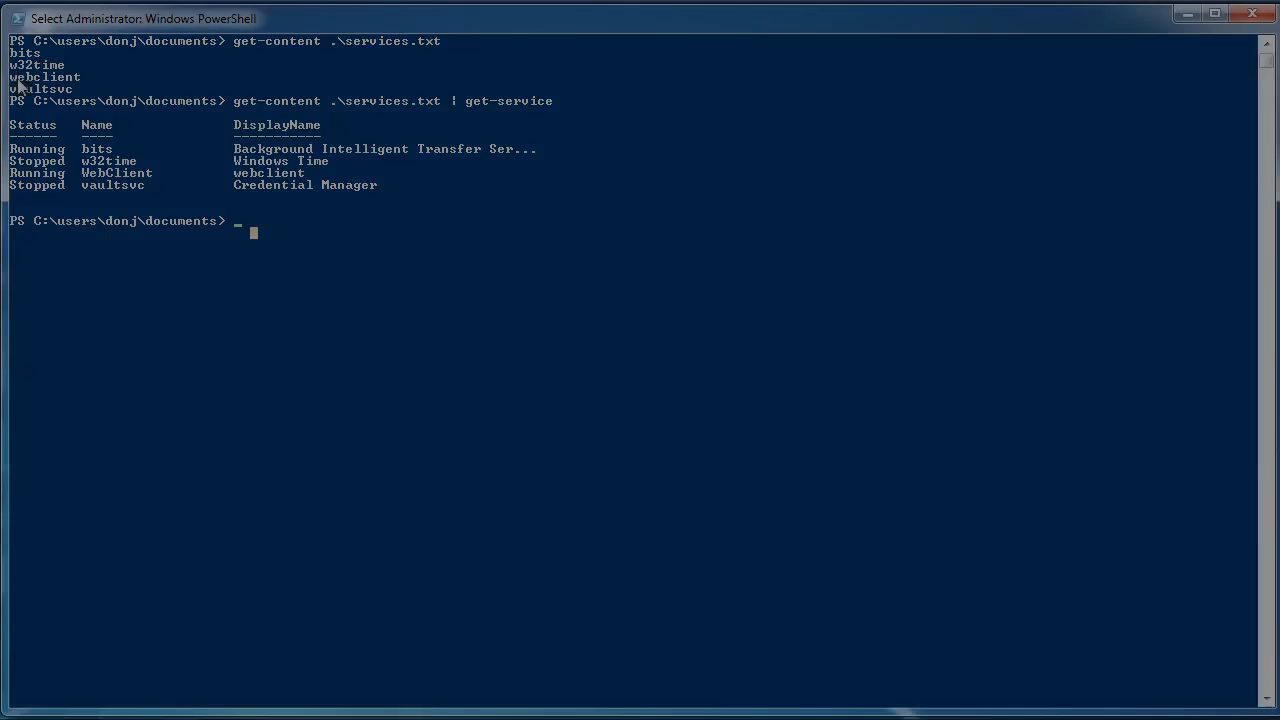 Select Administrator: Windows PowerShell
PS C:\users\donj\documents> get-content .\services.txt
bits
w32time
webclient
vaultsvc
PS C:\users\donj\documents> get-content .\services.txt | get-service
Status Name DisplayName
------ ---- -----------
Running bits Background Intelligent Transfer Ser...
Stopped w32time Windows Time
Running WebClient webclient
Stopped vaultsvc Credential Manager
PS C:\users\donj\documents> _